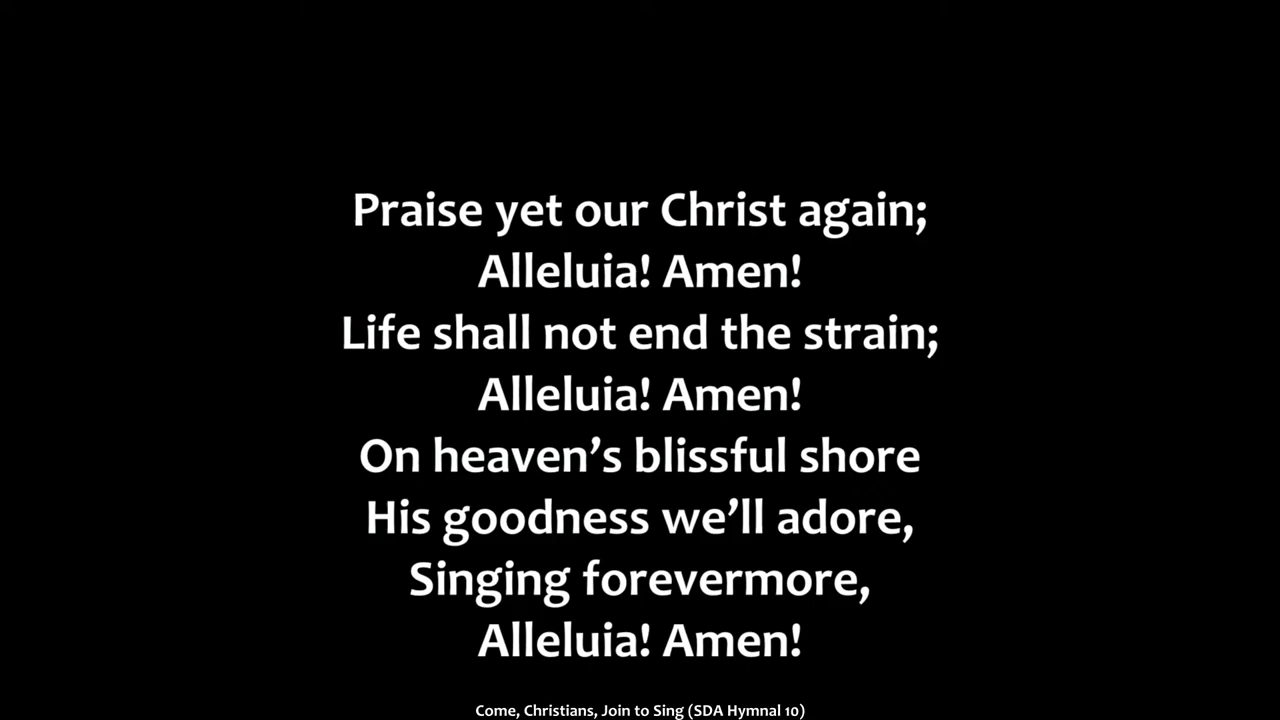 Praise yet our Christ again;
Alleluia! Amen!
Life shall not end the strain;
Alleluia! Amen!
On heaven’s blissful shore
His goodness we’ll adore,
Singing forevermore,
Alleluia! Amen!
Come, Christians, Join to Sing (SDA Hymnal 10)